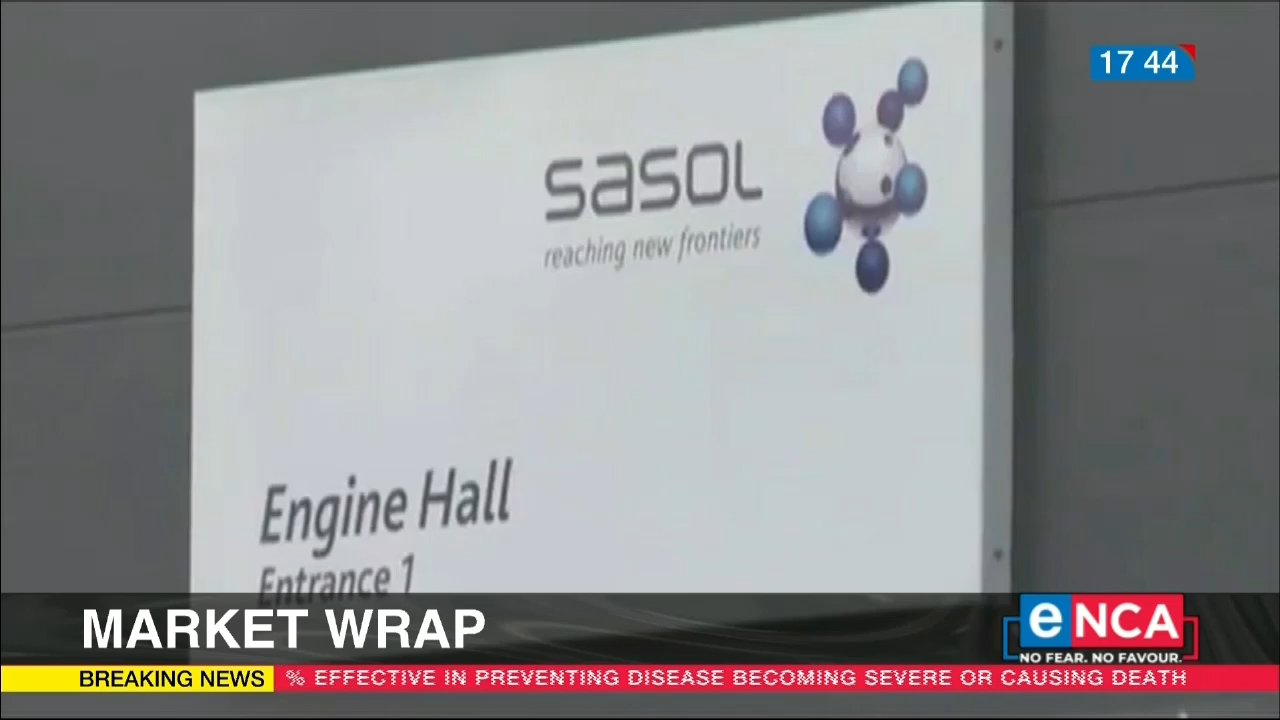 17 44
sasol
reaching new frontiers
Engine Hall
Entrance 1
MARKET WRAP
eNCA
NO FEAR. NO FAVOUR.
BREAKING NEWS % EFFECTIVE IN PREVENTING DISEASE BECOMING SEVERE OR CAUSING DEATH